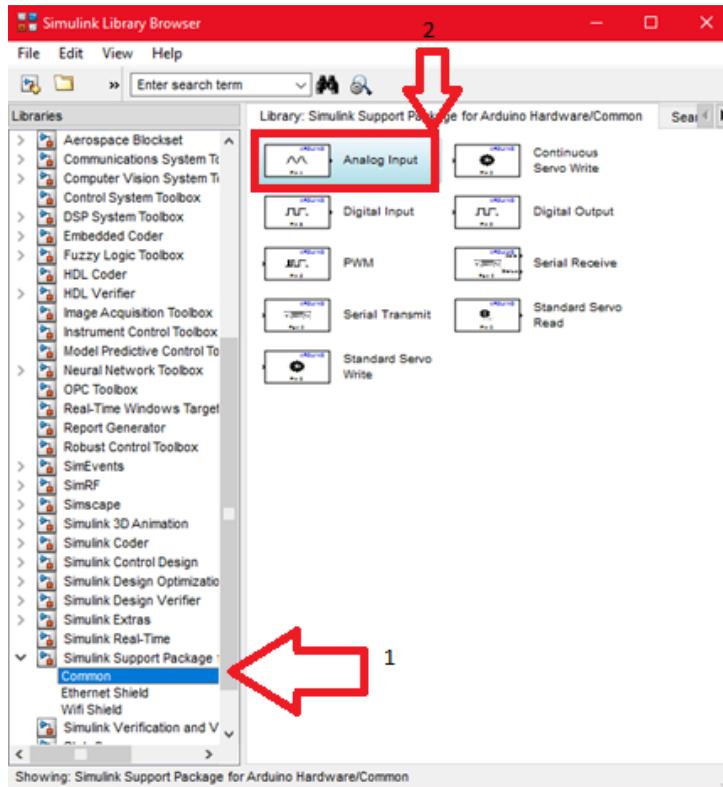 Simulink Library Browser
2
File Edit View Help
» Enter search term
Libraries
Library: Simulink Support Pa ge for Arduino Hardware/Common Sear
Aerospace Blockset
Communications System To
Computer Vision System Ti
Control System Toolbox
DSP System Toolbox
Embedded Coder
Fuzzy Logic Toolbox
HDL Coder
HDL Verifier
Image Acquisition Toolbox
Instrument Control Toolbox
Model Predictive Control To
Neural Network Toolbox
OPC Toolbox
Real-Time Windows Target
Report Generator
Robust Control Toolbox
SimEvents
SimRF
Simscape
Simulink 3D Animation
Simulink Coder
Simulink Control Design
Simulink Design Optimizatio
Simulink Design Verifier
Simulink Extras
Simulink Real-Time
Simulink Support Package
Common
Ethernet Shield
Wifi Shield
Simulink Verification and V
Analog Input
Continuous
Servo Write
Digital Input
Digital Output
PWM
Serial Receive
Serial Transmit
Standard Servo
Read
Standard Servo
Write
1
Showing: Simulink Support Package for Arduino Hardware/Common